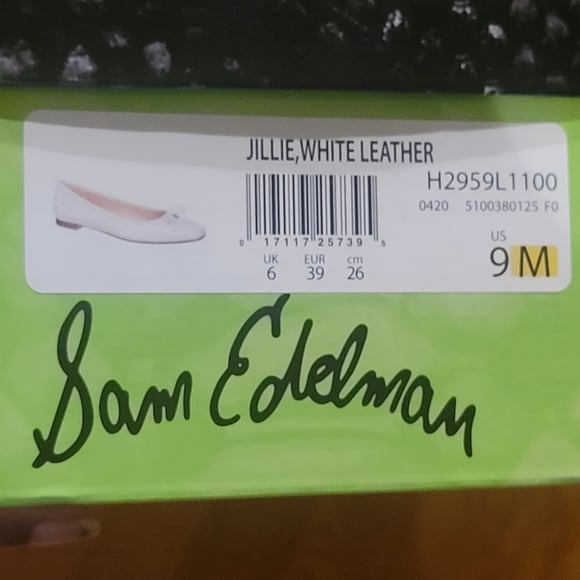 JILLIE,WHITE LEATHER
H2959L1100
0420 5100380125 F0
0 17117 25739 5
UK EUR cm
6 39 26
US
9 M
Sam Edelman